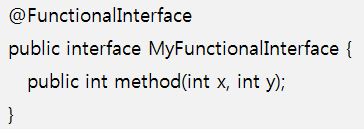 @FunctionalInterface
public interface MyFunctionalInterface {
    public int method(int x, int y);
}